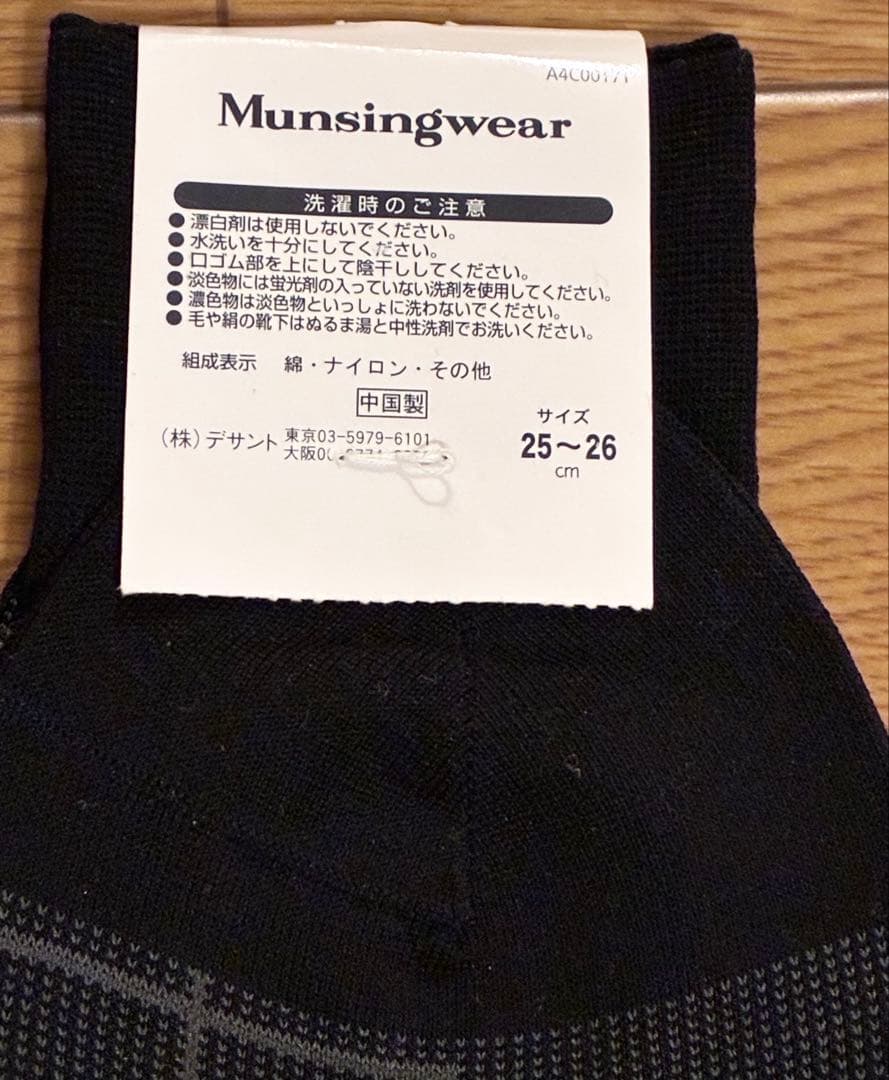 A4C00171
Munsingwear
洗濯時のご注意
●漂白剤は使用しないでください。
●水洗いを十分にしてください。
●口ゴム部を上にして陰干ししてください。
●淡色物には蛍光剤の入っていない洗剤を使用してください。
●濃色物は淡色物といっしょに洗わないでください。
●毛や絹の靴下はぬるま湯と中性洗剤でお洗いください。
組成表示 綿・ナイロン・その他
中国製
(株)デサント 東京03-5979-6101
大阪
サイズ
25〜26
cm